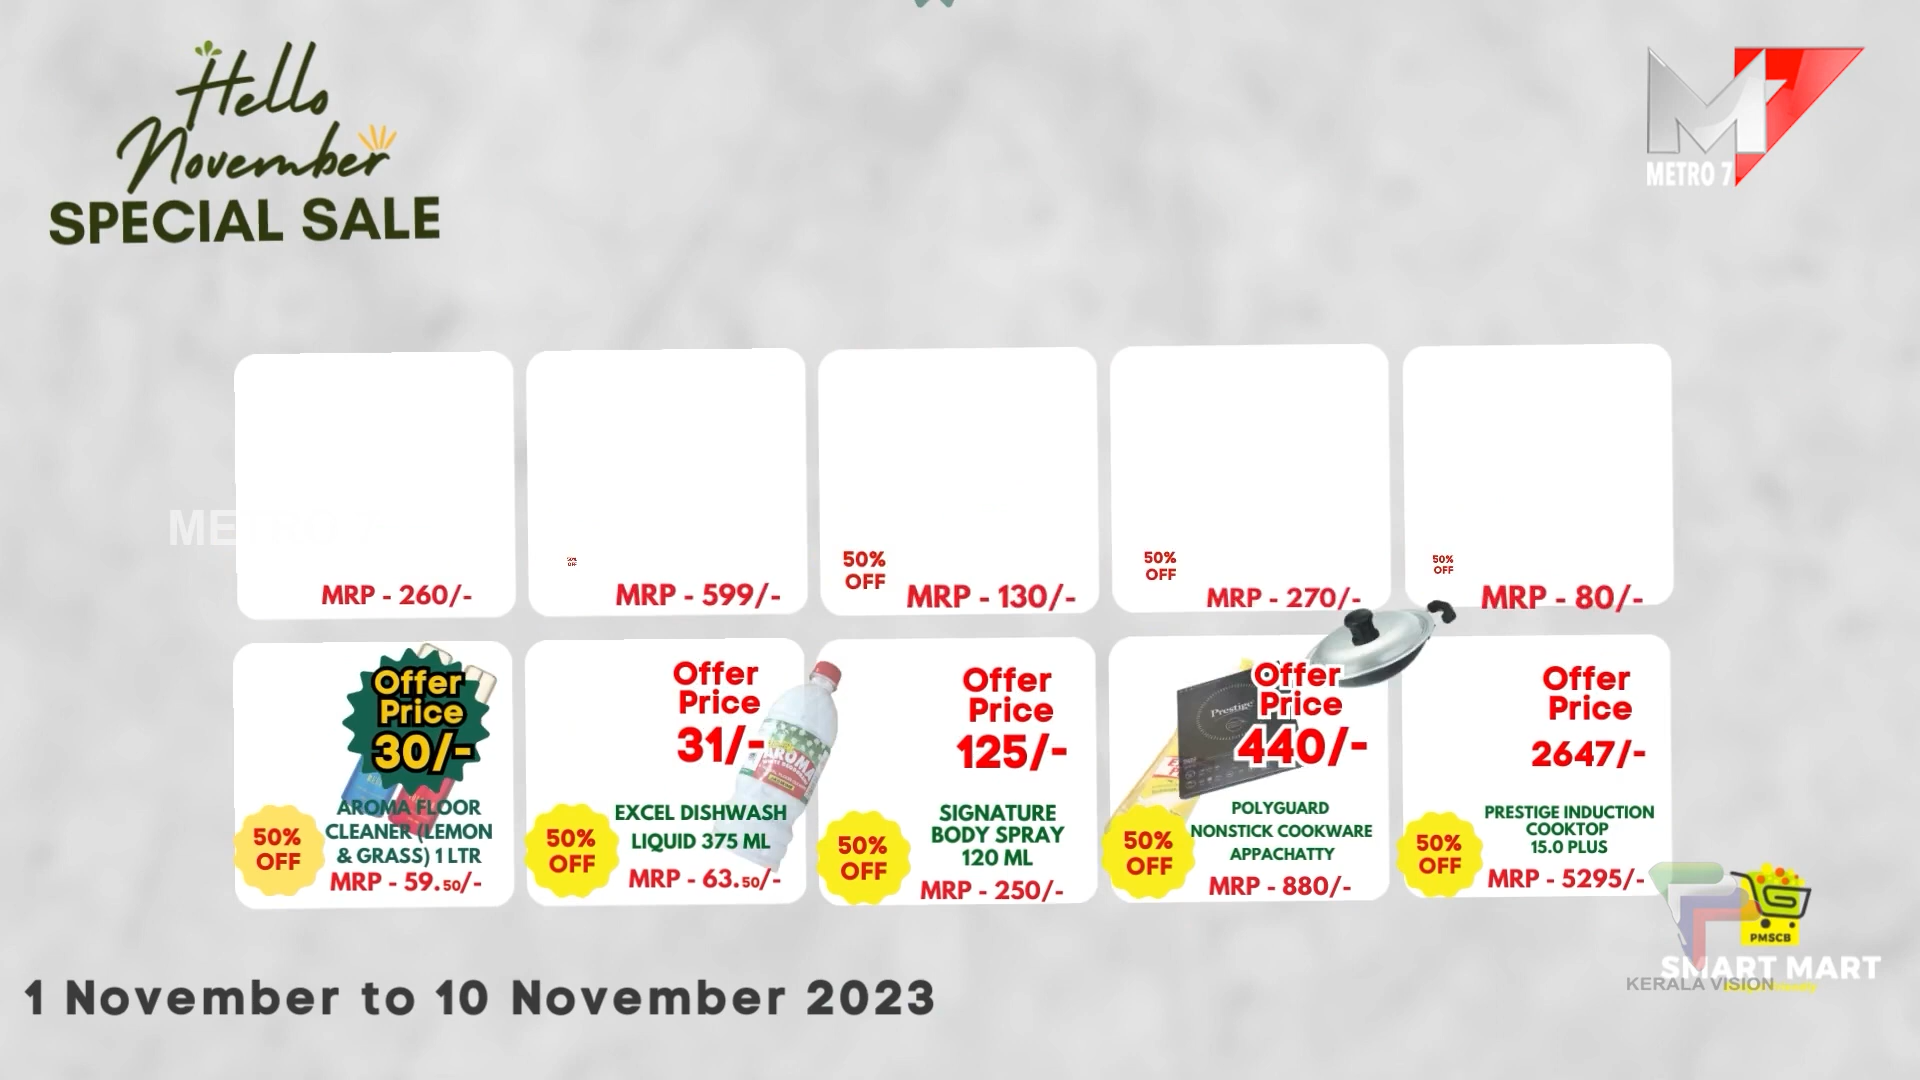 Hello
November
SPECIAL SALE
METRO 7
METRO 7
MRP - 260/-
50%
OFF
MRP - 599/-
50%
OFF
MRP - 130/-
50%
OFF
MRP - 270/-
50%
OFF
MRP - 80/-
Offer
Price
30/-
AROMA FLOOR
CLEANER (LEMON
& GRASS) 1 LTR
50%
OFF
MRP - 59.50/-
Offer
Price
31/-
AROMA
EXCEL DISHWASH
LIQUID 375 ML
50%
OFF
MRP - 63.50/-
Offer
Price
125/-
SIGNATURE
BODY SPRAY
120 ML
50%
OFF
MRP - 250/-
Prestige
Offer
Price
440/-
POLYGUARD
NONSTICK COOKWARE
APPACHATTY
50%
OFF
MRP - 880/-
Offer
Price
2647/-
PRESTIGE INDUCTION
COOKTOP
15.0 PLUS
50%
OFF
MRP - 5295/-
PMSCB
SMART MART
KERALA VISION
1 November to 10 November 2023